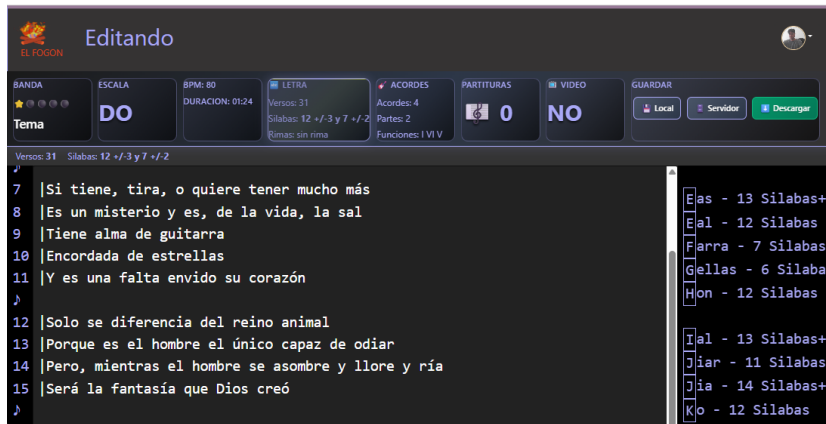 EL FOGON
Editando
BANDA
Tema
ESCALA
DO
BPM: 80
DURACION: 01:24
LETRA
Versos: 31
Silabas: 12 +/-3 y 7 +/-2
Rimas: sin rima
ACORDES
Acordes: 4
Partes: 2
Funciones: I VI V
PARTITURAS
0
VIDEO
NO
GUARDAR
Local
Servidor
Descargar
Versos: 31 Silabas: 12 +/-3 y 7 +/-2
7 |Si tiene, tira, o quiere tener mucho más
8 |Es un misterio y es, de la vida, la sal
9 |Tiene alma de guitarra
10 |Encordada de estrellas
11 |Y es una falta envido su corazón
12 |Solo se diferencia del reino animal
13 |Porque es el hombre el único capaz de odiar
14 |Pero, mientras el hombre se asombre y llore y ría
15 |Será la fantasía que Dios creó
Eas - 13 Silabas+
Eal - 12 Silabas
Farra - 7 Silabas
Gellas - 6 Silaba
Hon - 12 Silabas
Ial - 13 Silabas+
Jiar - 11 Silabas
Jia - 14 Silabas+
Ko - 12 Silabas